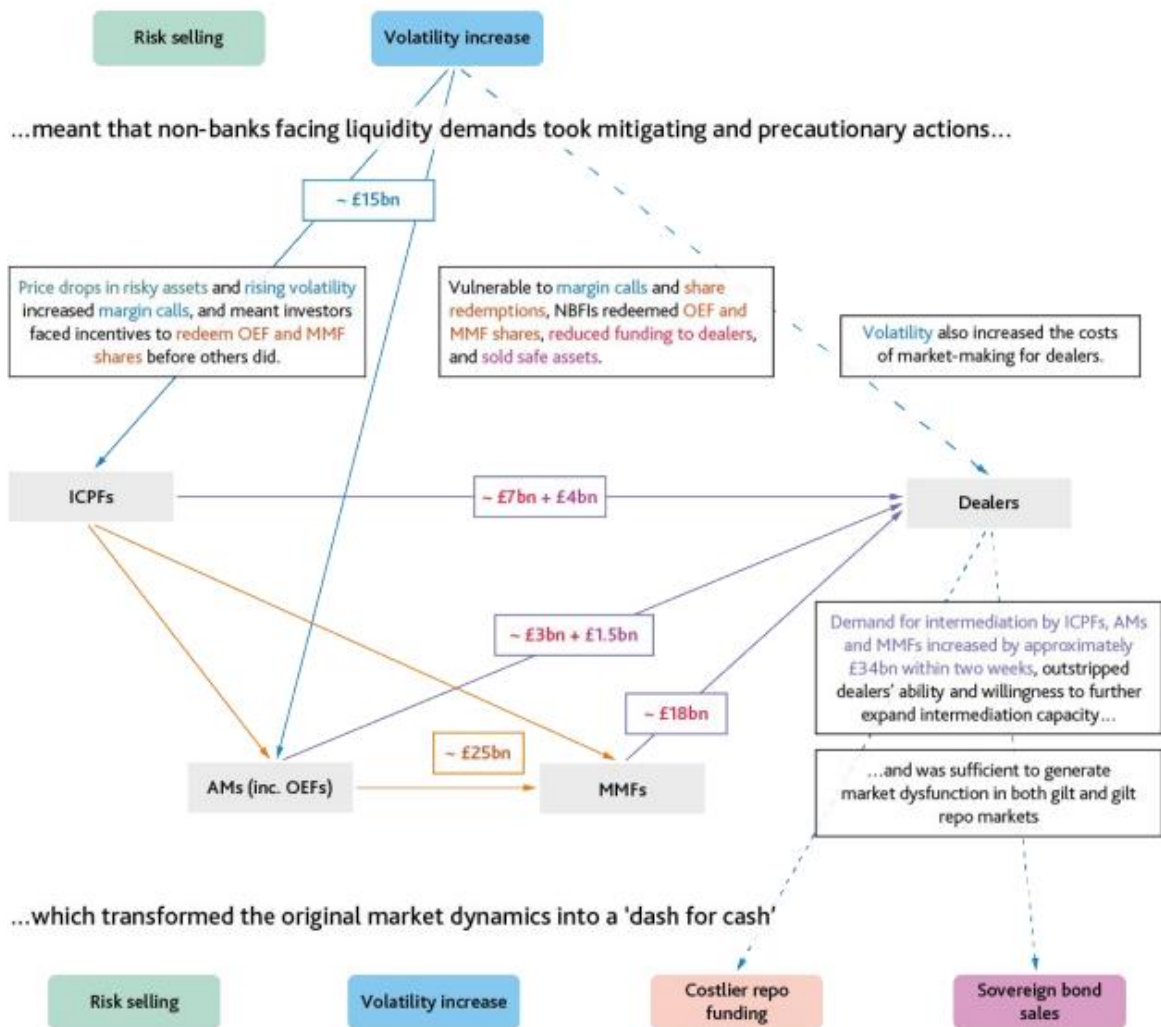 Risk selling
Volatility increase
...meant that non-banks facing liquidity demands took mitigating and precautionary actions...
~ £15bn
Price drops in risky assets and rising volatility
increased margin calls, and meant investors
faced incentives to redeem OEF and MMF
shares before others did.
Vulnerable to margin calls and share
redemptions, NBFIs redeemed OEF and
MMF shares, reduced funding to dealers,
and sold safe assets.
Volatility also increased the costs
of market-making for dealers.
ICPFs
~ £7bn + £4bn
Dealers
~ £3bn + £1.5bn
Demand for intermediation by ICPFs, AMs
and MMFs increased by approximately
£34bn within two weeks, outstripped
dealers' ability and willingness to further
expand intermediation capacity...
~ £18bn
~ £25bn
AMs (inc. OEFs)
MMFs
...and was sufficient to generate
market dysfunction in both gilt and gilt
repo markets
...which transformed the original market dynamics into a 'dash for cash'
Risk selling
Volatility increase
Costlier repo
funding
Sovereign bond
sales